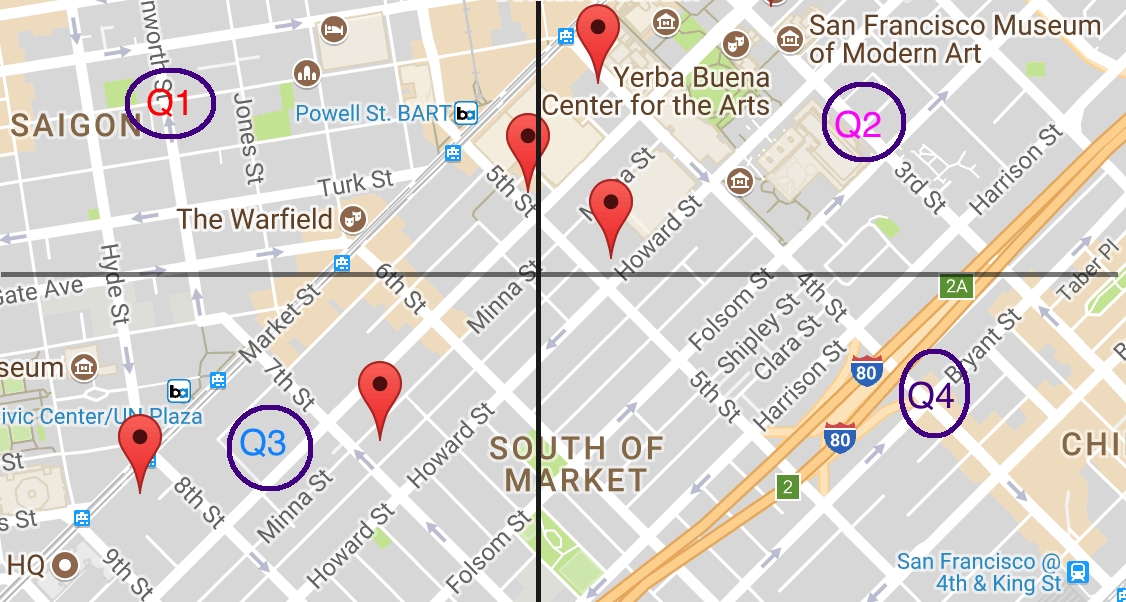 San Francisco Museum
of Modern Art
Yerba Buena
Center for the Arts
nworth St
Q1
SAIGON
Jones St
Powell St. BART
ba
Q2
5th St
3rd St
Harrison St
Turk St
The Warfield
Howard St
Hyde St
Gate Ave
6th St
Minna St
Market St
Folsom St
Shipley St
Clara St
Harrison St
4th St
2A
Taber Pl
Bryant St
seum
ba
ivic Center/UN Plaza
7th St
5th St
80
Q4
80
Q3
Howard St
SOUTH OF
MARKET
CHI
St
8th St
Minna St
2
s St
Howard St
Folsom St
HQ
9th St
San Francisco @
4th & King St